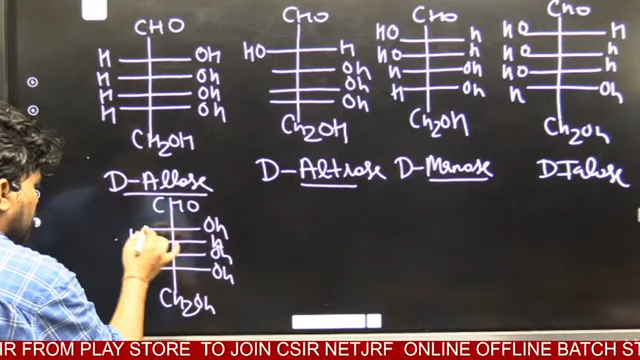 CHO
H OH
H OH
H OH
H OH
CH2OH
D-Allose
CHO
HO H
OH
OH
OH
CH2OH
D-Altrose
CHO
HO H
HO H
H OH
H OH
CH2OH
D-Manose
CHO
HO H
HO H
HO H
H OH
CH2OH
D Talose
CHO
OH
H
OH
OH
CH2OH
IR FROM PLAY STORE TO JOIN CSIR NETJRF ONLINE OFFLINE BATCH ST